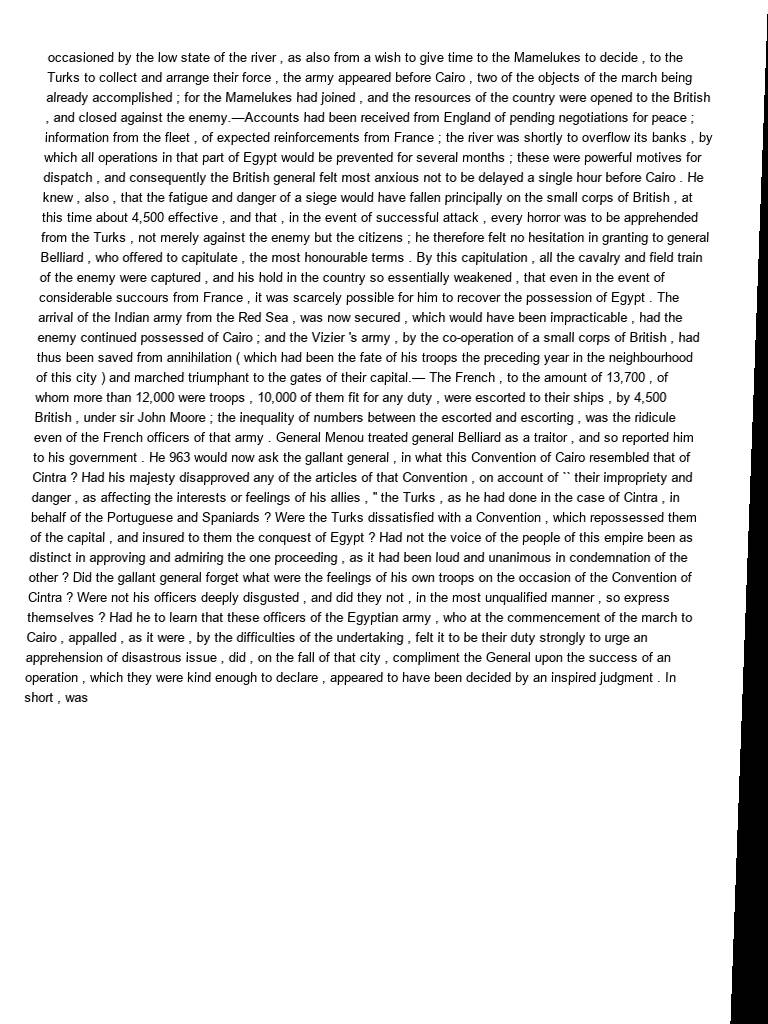 occasioned by the low state of the river , as also from a wish to give time to the Mamelukes to decide , to the
Turks to collect and arrange their force , the army appeared before Cairo , two of the objects of the march being
already accomplished ; for the Mamelukes had joined , and the resources of the country were opened to the British
, and closed against the enemy.—Accounts had been received from England of pending negotiations for peace ;
information from the fleet , of expected reinforcements from France ; the river was shortly to overflow its banks , by
which all operations in that part of Egypt would be prevented for several months ; these were powerful motives for
dispatch , and consequently the British general felt most anxious not to be delayed a single hour before Cairo . He
knew , also , that the fatigue and danger of a siege would have fallen principally on the small corps of British , at
this time about 4,500 effective , and that , in the event of successful attack , every horror was to be apprehended
from the Turks , not merely against the enemy but the citizens ; he therefore felt no hesitation in granting to general
Belliard , who offered to capitulate , the most honourable terms . By this capitulation , all the cavalry and field train
of the enemy were captured , and his hold in the country so essentially weakened , that even in the event of
considerable succours from France , it was scarcely possible for him to recover the possession of Egypt . The
arrival of the Indian army from the Red Sea , was now secured , which would have been impracticable , had the
enemy continued possessed of Cairo ; and the Vizier 's army , by the co-operation of a small corps of British , had
thus been saved from annihilation ( which had been the fate of his troops the preceding year in the neighbourhood
of this city ) and marched triumphant to the gates of their capital.— The French , to the amount of 13,700 , of
whom more than 12,000 were troops , 10,000 of them fit for any duty , were escorted to their ships , by 4,500
British , under sir John Moore ; the inequality of numbers between the escorted and escorting , was the ridicule
even of the French officers of that army . General Menou treated general Belliard as a traitor , and so reported him
to his government . He 963 would now ask the gallant general , in what this Convention of Cairo resembled that of
Cintra ? Had his majesty disapproved any of the articles of that Convention , on account of `` their impropriety and
danger , as affecting the interests or feelings of his allies , '' the Turks , as he had done in the case of Cintra , in
behalf of the Portuguese and Spaniards ? Were the Turks dissatisfied with a Convention , which repossessed them
of the capital , and insured to them the conquest of Egypt ? Had not the voice of the people of this empire been as
distinct in approving and admiring the one proceeding , as it had been loud and unanimous in condemnation of the
other ? Did the gallant general forget what were the feelings of his own troops on the occasion of the Convention of
Cintra ? Were not his officers deeply disgusted , and did they not , in the most unqualified manner , so express
themselves ? Had he to learn that these officers of the Egyptian army , who at the commencement of the march to
Cairo , appalled , as it were , by the difficulties of the undertaking , felt it to be their duty strongly to urge an
apprehension of disastrous issue , did , on the fall of that city , compliment the General upon the success of an
operation , which they were kind enough to declare , appeared to have been decided by an inspired judgment . In
short , was